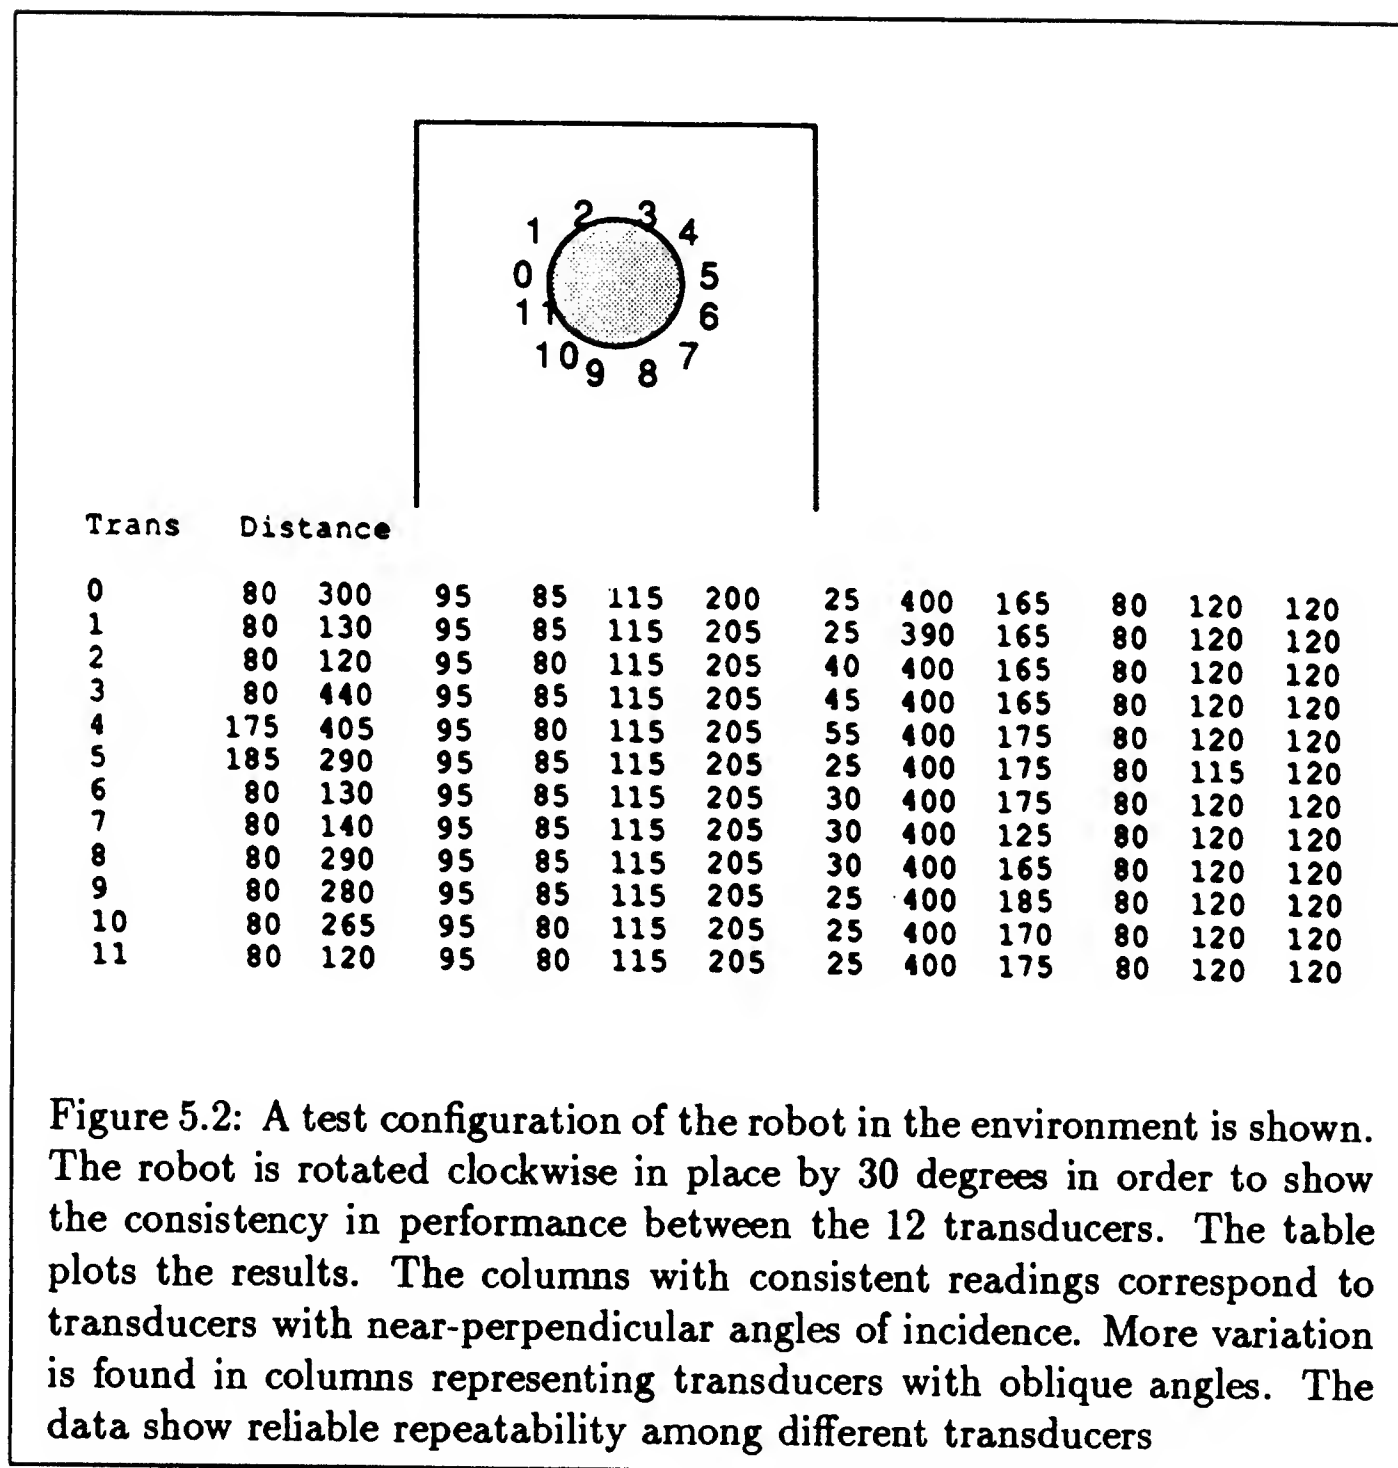 2 3
1 4
0 5
11 6
10 7
9 8
Trans Distance
0 80 300 95 85 115 200 25 400 165 80 120 120
1 80 130 95 85 115 205 25 390 165 80 120 120
2 80 120 95 80 115 205 40 400 165 80 120 120
3 80 440 95 85 115 205 45 400 165 80 120 120
4 175 405 95 80 115 205 55 400 175 80 120 120
5 185 290 95 85 115 205 25 400 175 80 115 120
6 80 130 95 85 115 205 30 400 175 80 120 120
7 80 140 95 85 115 205 30 400 125 80 120 120
8 80 290 95 85 115 205 30 400 165 80 120 120
9 80 280 95 85 115 205 25 400 185 80 120 120
10 80 265 95 80 115 205 25 400 170 80 120 120
11 80 120 95 80 115 205 25 400 175 80 120 120
Figure 5.2: A test configuration of the robot in the environment is shown.
The robot is rotated clockwise in place by 30 degrees in order to show
the consistency in performance between the 12 transducers. The table
plots the results. The columns with consistent readings correspond to
transducers with near-perpendicular angles of incidence. More variation
is found in columns representing transducers with oblique angles. The
data show reliable repeatability among different transducers